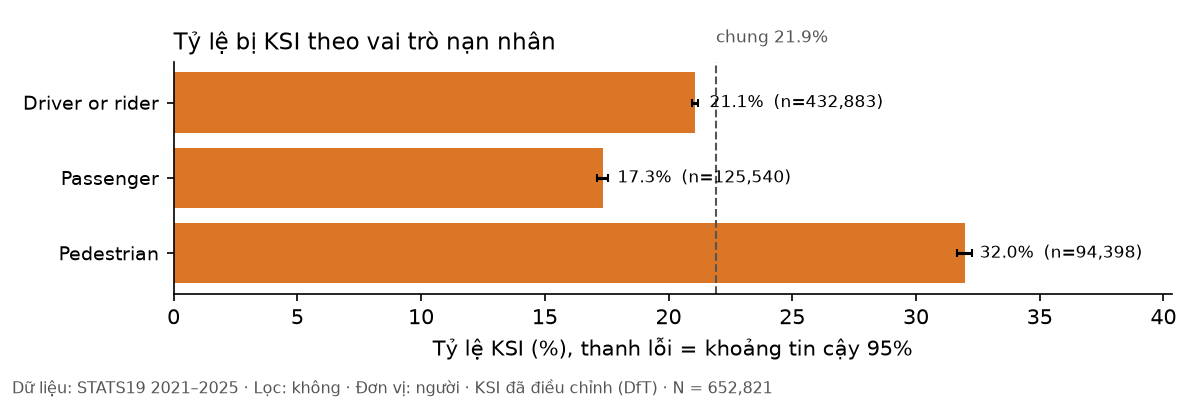 chung 21.9%
Tỷ lệ bị KSI theo vai trò nạn nhân
Driver or rider
21.1% (n=432,883)
Passenger
17.3% (n=125,540)
Pedestrian
32.0% (n=94,398)
0 5 10 15 20 25 30 35 40
Tỷ lệ KSI (%), thanh lỗi = khoảng tin cậy 95%
Dữ liệu: STATS19 2021–2025 · Lọc: không · Đơn vị: người · KSI đã điều chỉnh (DfT) · N = 652,821